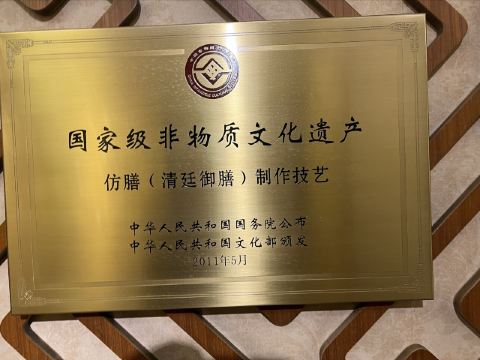 国家级非物质文化遗产
仿膳（清廷御膳）制作技艺
中华人民共和国国务院公布
中华人民共和国文化部颁发
2011年5月